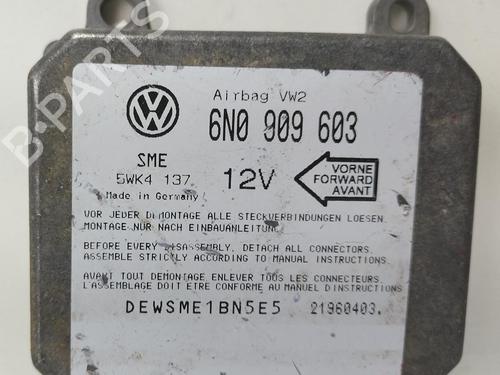 Airbag VW2
6N0 909 603
SME
5WK4 137
Made in Germany
12V
VORNE
FORWARD
AVANT
VOR JEDER DEMONTAGE ALLE STECKVERBINDUNGEN LOESEN.
MONTAGE NUR NACH EINBAUANLEITUNG
BEFORE EVERY DISASSEMBLY, DETACH ALL CONNECTORS.
ASSEMBLE STRICTLY ACCORDING TO MANUAL INSTRUCTIONS.
AVANT TOUT DEMONTAGE, ENLEVER TOUS LES CONNECTEURS.
L'ASSEMBLAGE DOIT ETRE CONFORME AU MANUEL D'INSTRUCTIONS
DEWSME1BN5E5 21960403.
B-PARTS